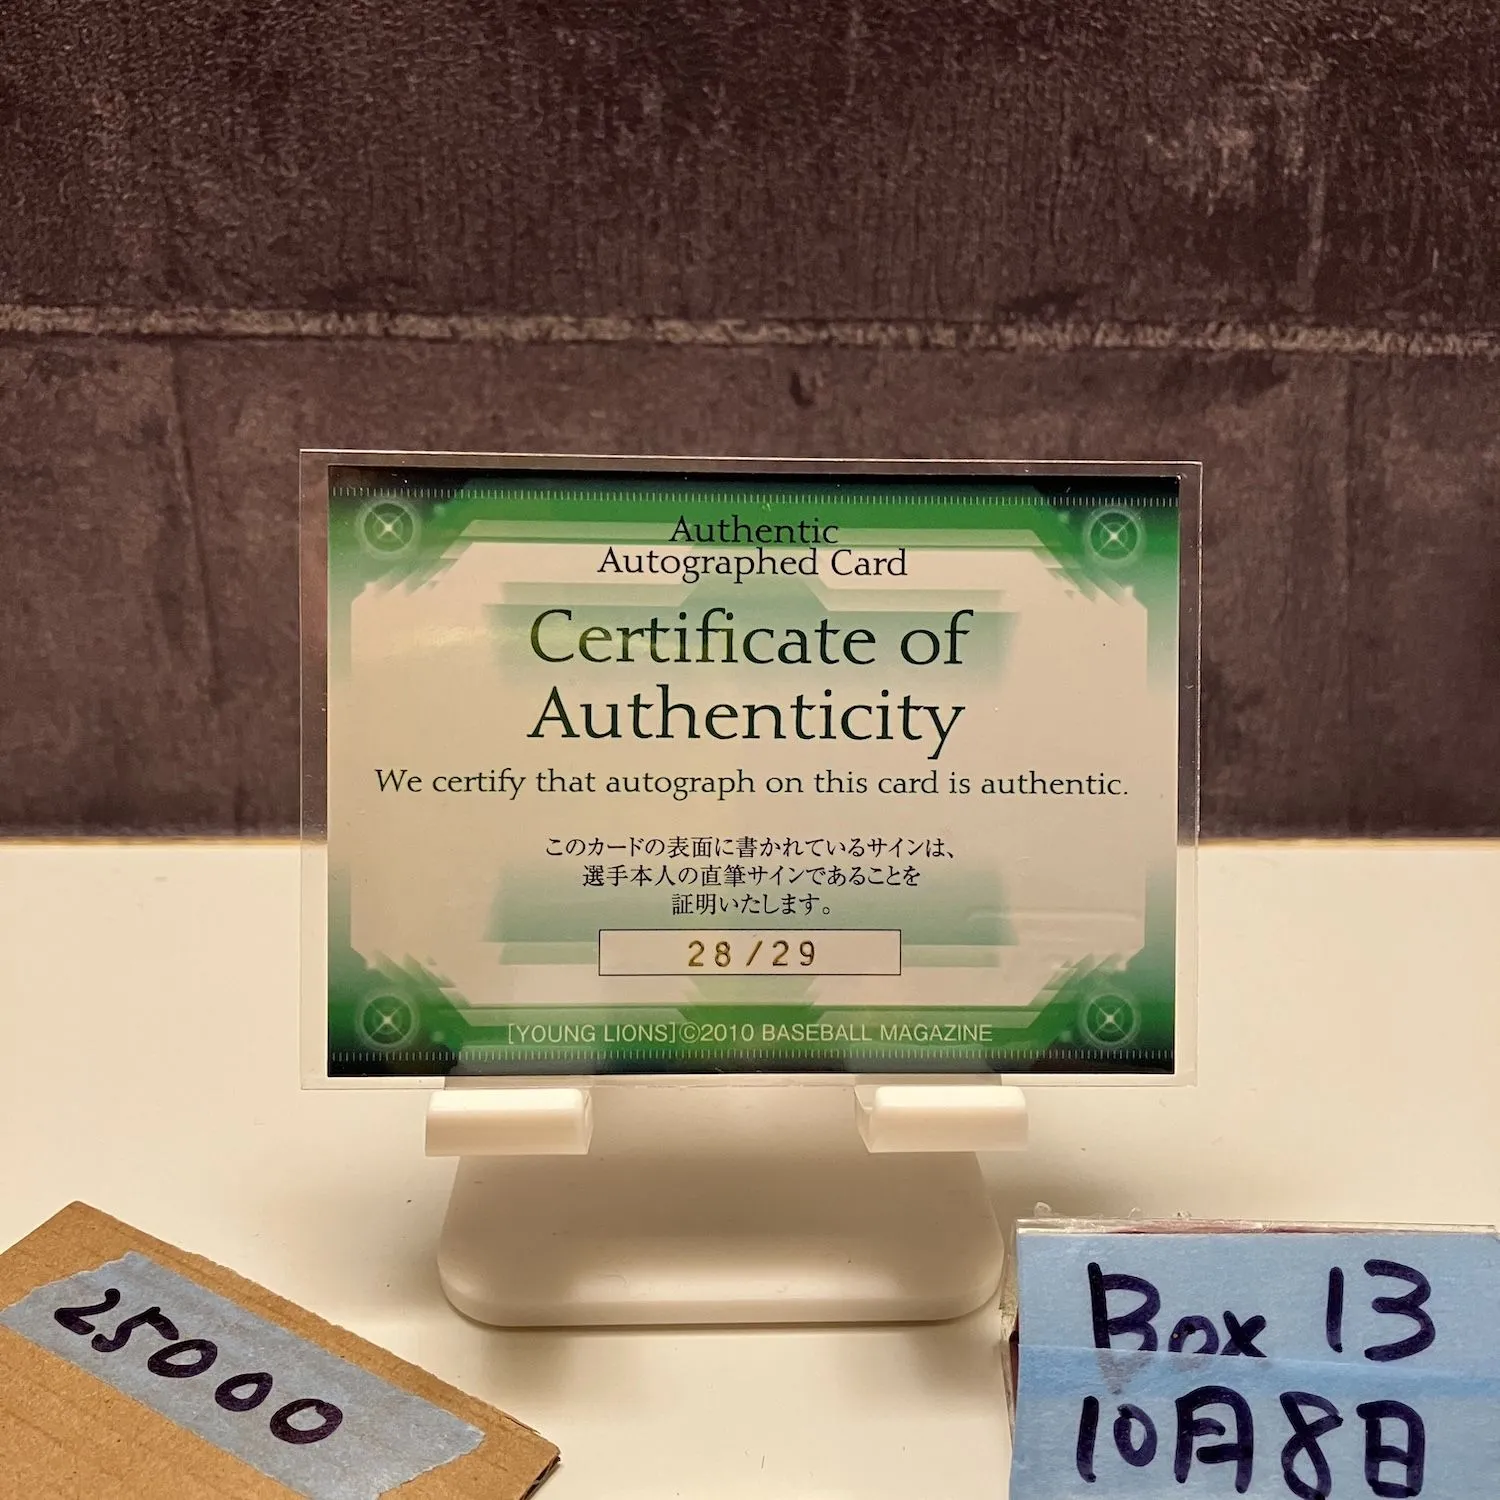 Authentic
Autographed Card
Certificate of
Authenticity
We certify that autograph on this card is authentic.
このカードの表面に書かれているサインは、
選手本人の直筆サインであることを
証明いたします。
28/29
[YOUNG LIONS]©2010 BASEBALL MAGAZINE
25000
Box 13
10月8日